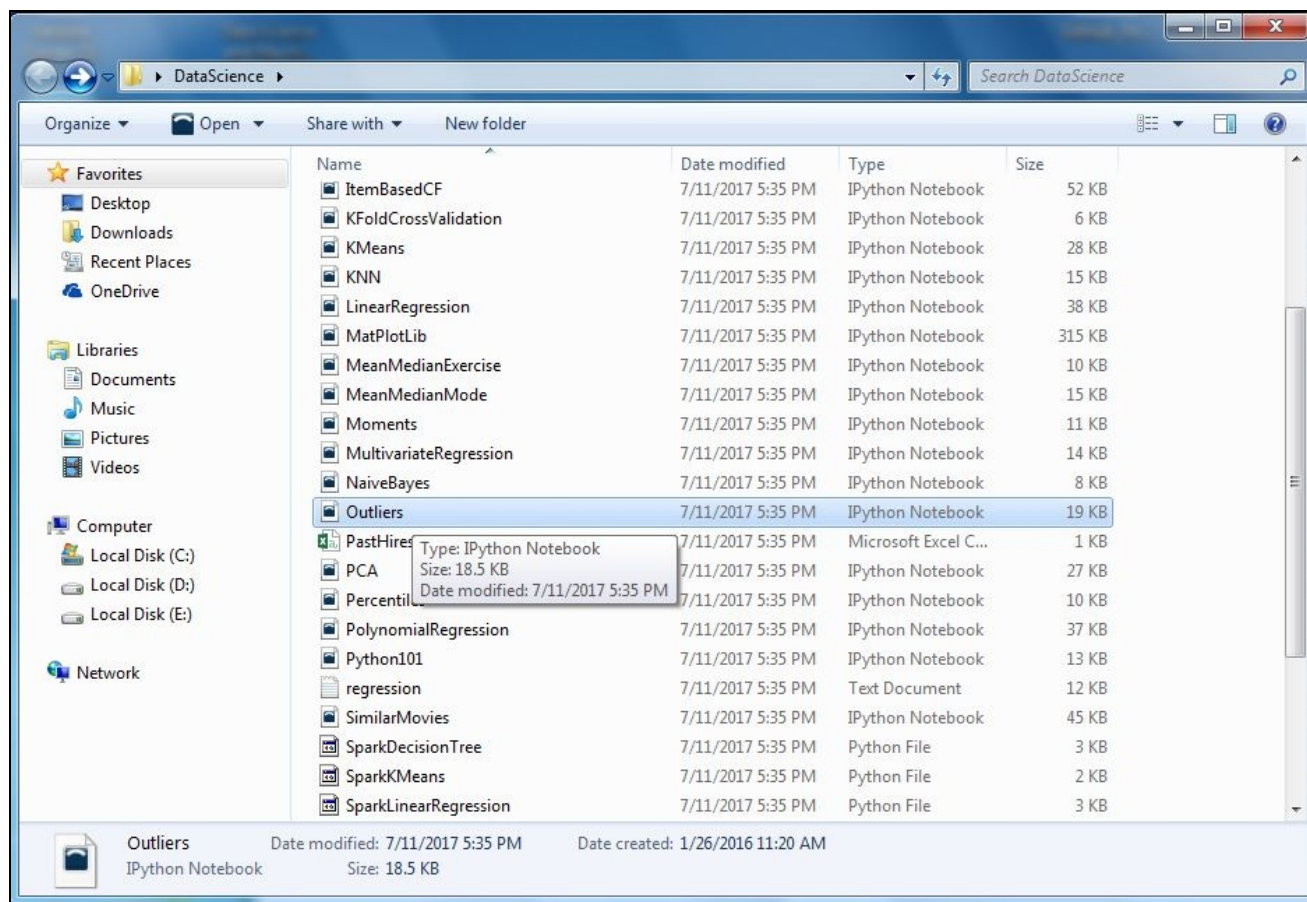 DataScience
Search DataScience
Organize Open Share with New folder
Favorites
Desktop
Downloads
Recent Places
OneDrive
Libraries
Documents
Music
Pictures
Videos
Computer
Local Disk (C:)
Local Disk (D:)
Local Disk (E:)
Network
Name Date modified Type Size
ItemBasedCF 7/11/2017 5:35 PM IPython Notebook 52 KB
KFoldCrossValidation 7/11/2017 5:35 PM IPython Notebook 6 KB
KMeans 7/11/2017 5:35 PM IPython Notebook 28 KB
KNN 7/11/2017 5:35 PM IPython Notebook 15 KB
LinearRegression 7/11/2017 5:35 PM IPython Notebook 38 KB
MatPlotLib 7/11/2017 5:35 PM IPython Notebook 315 KB
MeanMedianExercise 7/11/2017 5:35 PM IPython Notebook 10 KB
MeanMedianMode 7/11/2017 5:35 PM IPython Notebook 15 KB
Moments 7/11/2017 5:35 PM IPython Notebook 11 KB
MultivariateRegression 7/11/2017 5:35 PM IPython Notebook 14 KB
NaiveBayes 7/11/2017 5:35 PM IPython Notebook 8 KB
Outliers 7/11/2017 5:35 PM IPython Notebook 19 KB
PastHires 7/11/2017 5:35 PM Microsoft Excel C... 1 KB
Type: IPython Notebook
Size: 18.5 KB
Date modified: 7/11/2017 5:35 PM
PCA 7/11/2017 5:35 PM IPython Notebook 27 KB
Percentiles 7/11/2017 5:35 PM IPython Notebook 10 KB
PolynomialRegression 7/11/2017 5:35 PM IPython Notebook 37 KB
Python101 7/11/2017 5:35 PM IPython Notebook 13 KB
regression 7/11/2017 5:35 PM Text Document 12 KB
SimilarMovies 7/11/2017 5:35 PM IPython Notebook 45 KB
SparkDecisionTree 7/11/2017 5:35 PM Python File 3 KB
SparkKMeans 7/11/2017 5:35 PM Python File 2 KB
SparkLinearRegression 7/11/2017 5:35 PM Python File 3 KB
Outliers Date modified: 7/11/2017 5:35 PM Date created: 1/26/2016 11:20 AM
IPython Notebook Size: 18.5 KB